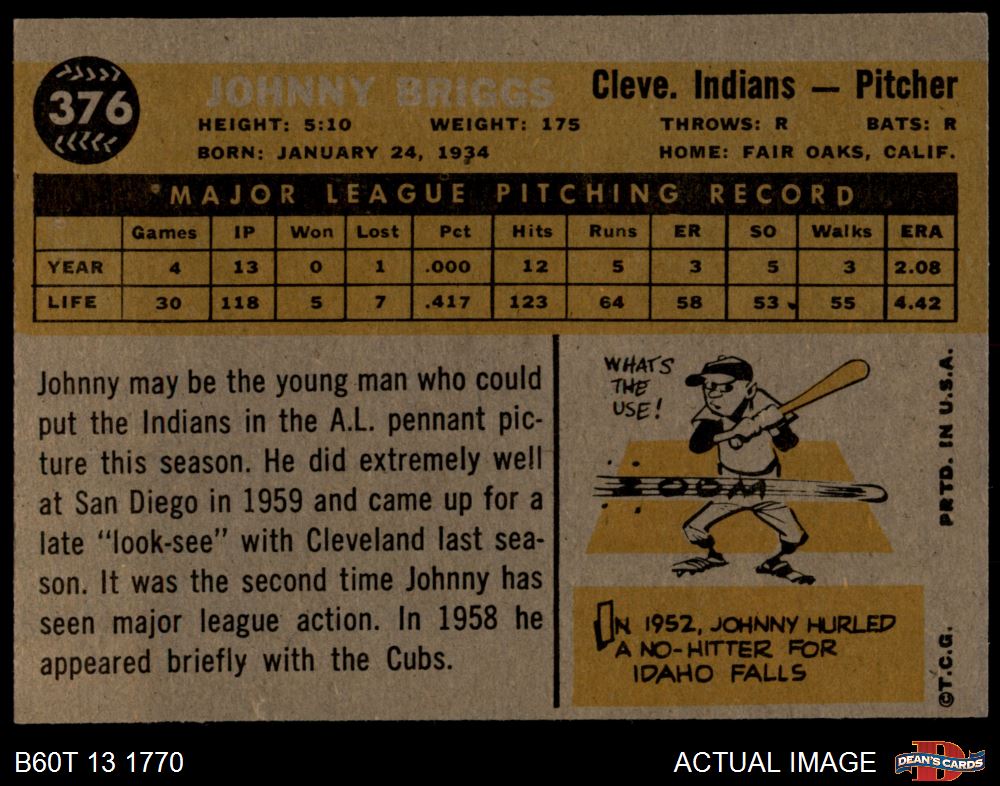 376
JOHNNY BRIGGS
Cleve. Indians — Pitcher
HEIGHT: 5:10 WEIGHT: 175 THROWS: R BATS: R
BORN: JANUARY 24, 1934 HOME: FAIR OAKS, CALIF.
MAJOR LEAGUE PITCHING RECORD
Games IP Won Lost Pct Hits Runs ER SO Walks ERA
YEAR 4 13 0 1 .000 12 5 3 5 3 2.08
LIFE 30 118 5 7 .417 123 64 58 53 55 4.42
Johnny may be the young man who could
put the Indians in the A.L. pennant pic-
ture this season. He did extremely well
at San Diego in 1959 and came up for a
late "look-see" with Cleveland last sea-
son. It was the second time Johnny has
seen major league action. In 1958 he
appeared briefly with the Cubs.
WHATS
THE
USE!
ZOOM
IN 1952, JOHNNY HURLED
A NO-HITTER FOR
IDAHO FALLS
PRTD. IN U.S.A.
©T.C.G.
B60T 13 1770
ACTUAL IMAGE
D
DEAN'S CARDS